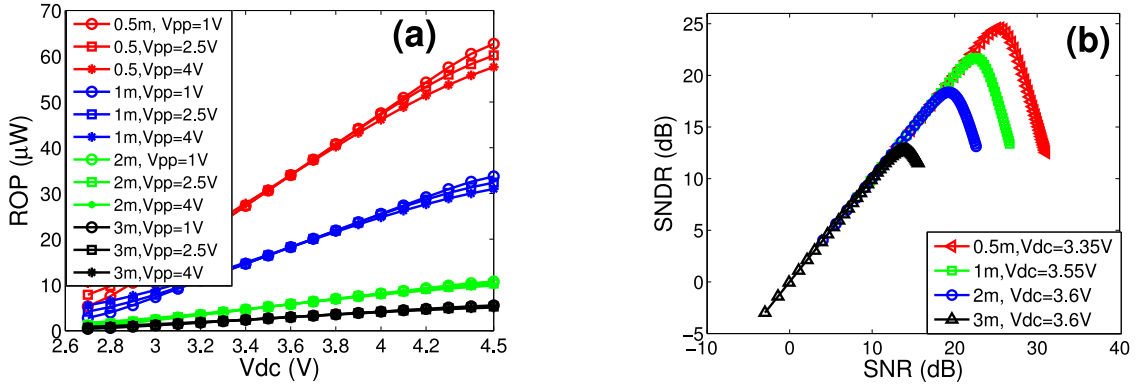 (a)
ROP (μW)
70
60
50
40
30
20
10
0
0.5m, Vpp=1V
0.5,Vpp=2.5V
0.5,Vpp=4V
1m,Vpp=1V
1m,Vpp=2.5V
1m,Vpp=4V
2m, Vpp=1V
2m,Vpp=2.5V
2m,Vpp=4V
3m,Vpp=1V
3m,Vpp=2.5V
3m,Vpp=4V
2.6 2.8 3 3.2 3.4 3.6 3.8 4 4.2 4.5
Vdc (V)
(b)
SNDR (dB)
25
20
15
10
5
0
−5
0.5m,Vdc=3.35V
1m,Vdc=3.55V
2m, Vdc=3.6V
3m, Vdc=3.6V
−10 0 10 20 30 40
SNR (dB)